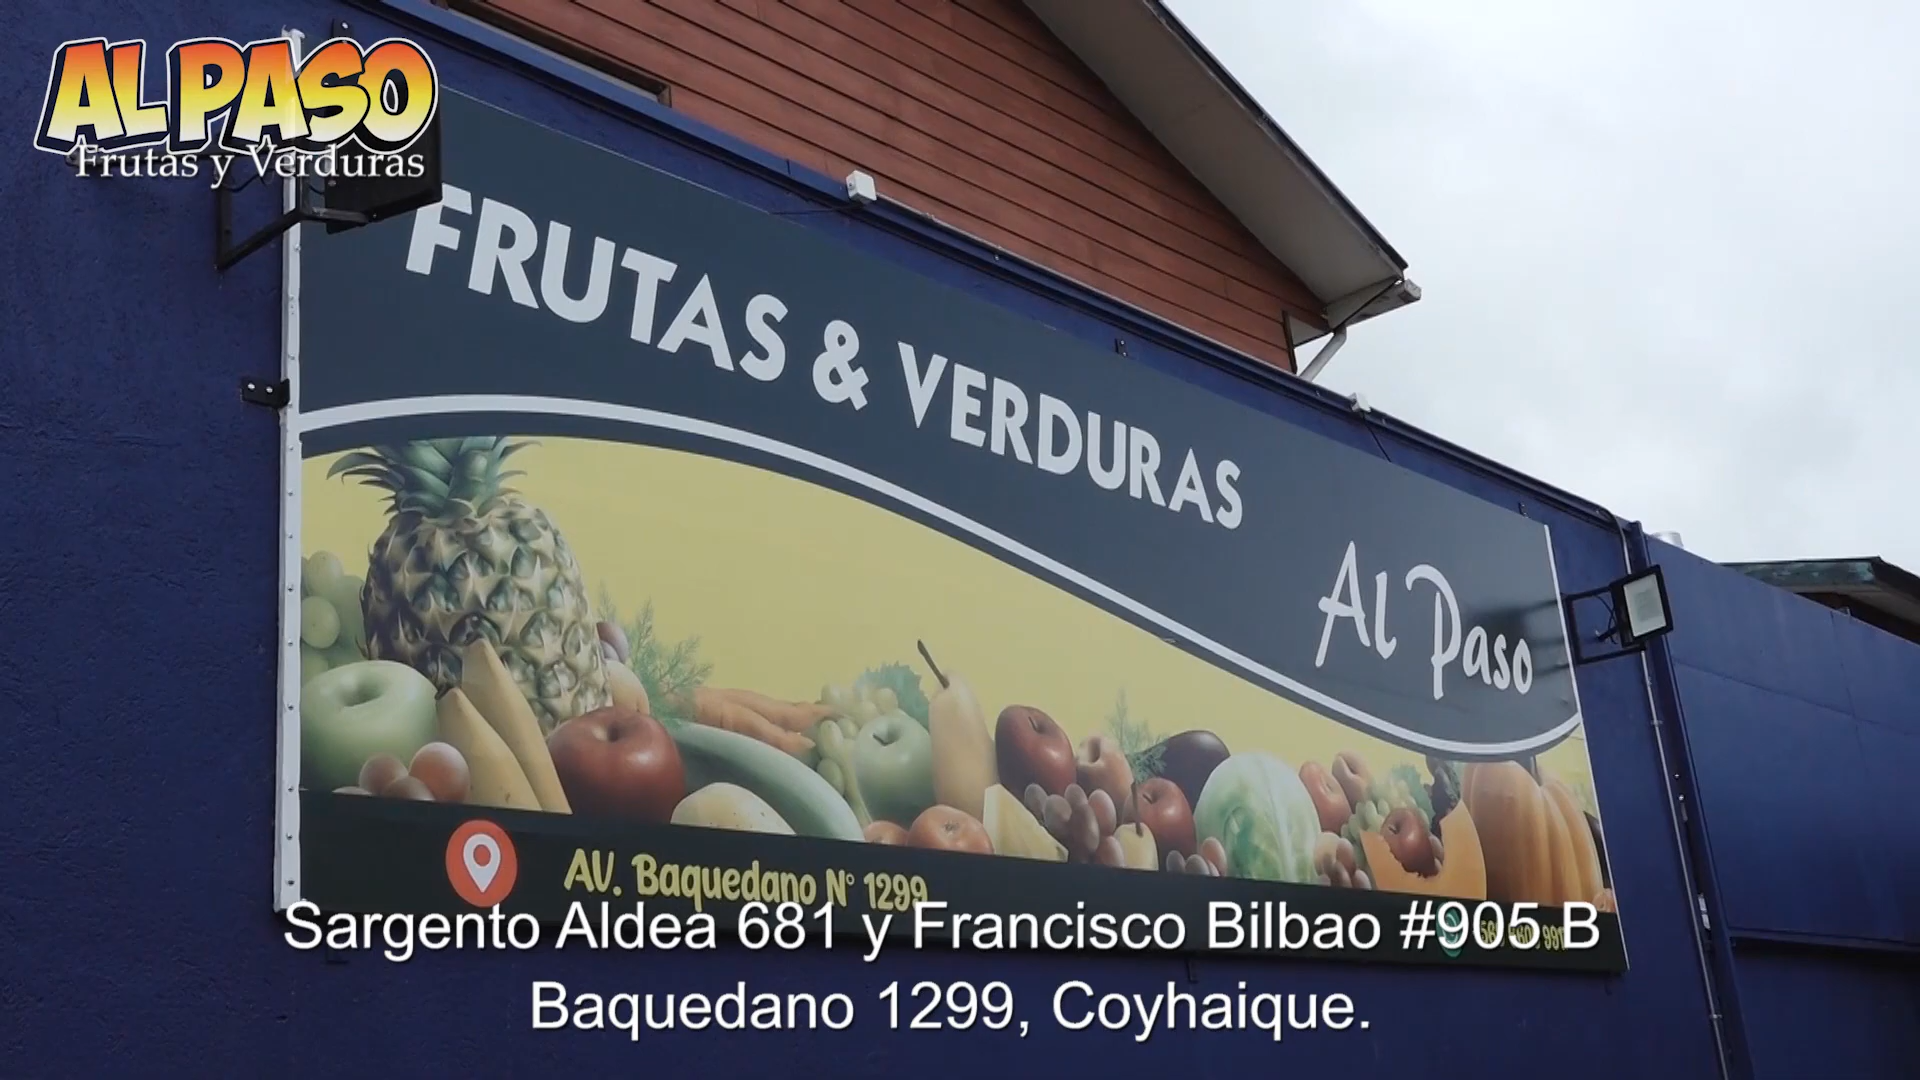 AL PASO
Frutas y Verduras
FRUTAS & VERDURAS
Al Paso
AV. Baquedano N° 1299
Sargento Aldea 681 y Francisco Bilbao #905 B
Baquedano 1299, Coyhaique.